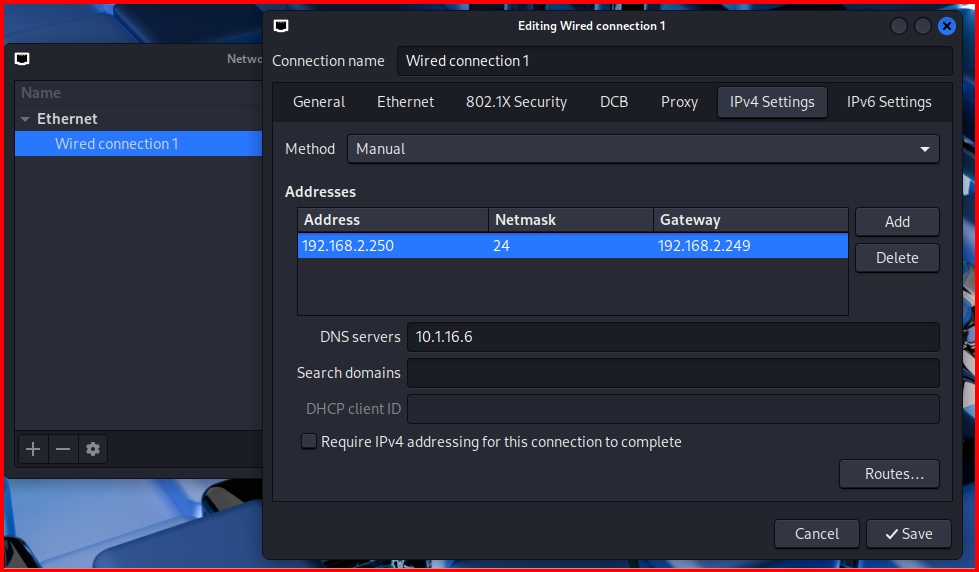 Editing Wired connection 1
Netwo
Connection name Wired connection 1
Name
Ethernet
Wired connection 1
General Ethernet 802.1X Security DCB Proxy IPv4 Settings IPv6 Settings
Method Manual
Addresses
Address Netmask Gateway
192.168.2.250 24 192.168.2.249
Add
Delete
DNS servers 10.1.16.6
Search domains
DHCP client ID
Require IPv4 addressing for this connection to complete
Routes...
Cancel Save